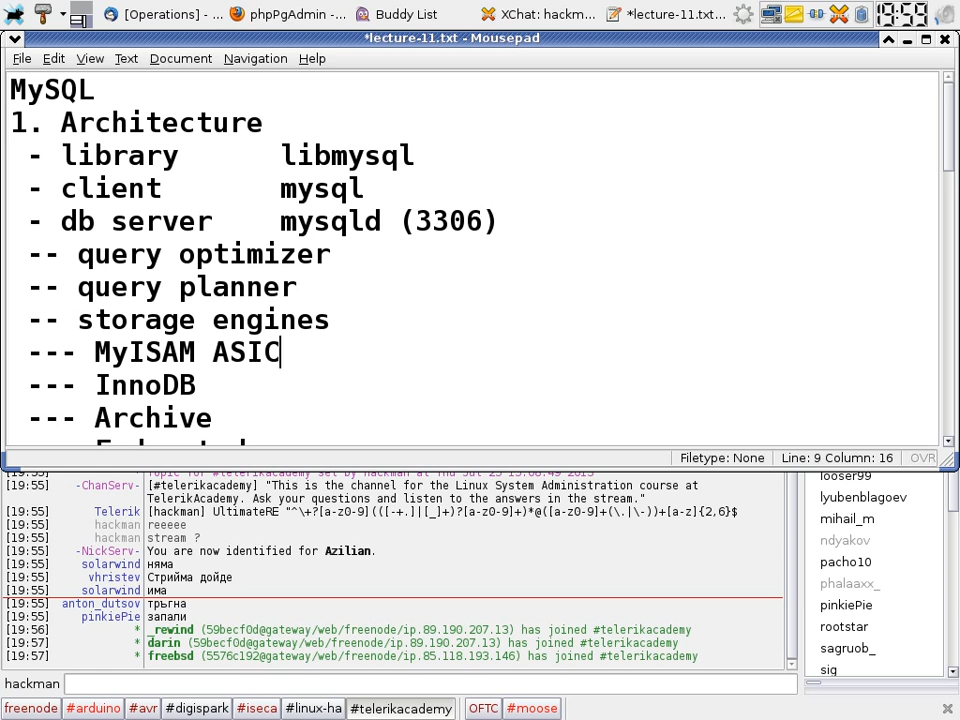 [Operations] - ...
phpPgAdmin -...
Buddy List
XChat: hackm...
*lecture-11.txt...
19:59
*lecture-11.txt - Mousepad
File Edit View Text Document Navigation Help
MySQL
1. Architecture
- library libmysql
- client mysql
- db server mysqld (3306)
-- query optimizer
-- query planner
-- storage engines
--- MyISAM ASIC
--- InnoDB
--- Archive
Filetype: None Line: 9 Column: 16 OVR
[19:55] -ChanServ- [#telerikacademy] "This is the channel for the Linux System Administration course at
TelerikAcademy. Ask your questions and listen to the answers in the stream."
[19:55] Telerik [hackman] UltimateRE "^\+?[a-z0-9](([-+.]|[_]+)?[a-z0-9]+)*@([a-z0-9]+(\.|\-))+[a-z]{2,6}$
[19:55] hackman reeeee
[19:55] hackman stream ?
[19:55] -NickServ- You are now identified for Azilian.
[19:55] solarwind няма
[19:55] vhristev Стрийма дойде
[19:55] solarwind има
[19:55] anton_dutsov тръгна
[19:55] pinkiePie запали
[19:56] * _rewind (59becf0d@gateway/web/freenode/ip.89.190.207.13) has joined #telerikacademy
[19:57] * darin (59becf0d@gateway/web/freenode/ip.89.190.207.13) has joined #telerikacademy
[19:57] * freebsd (5576c192@gateway/web/freenode/ip.85.118.193.146) has joined #telerikacademy
looser99
lyubenblagoev
mihail_m
ndyakov
pacho10
phalaaxx_
pinkiePie
rootstar
sagruob_
sig
hackman
freenode #arduino #avr #digispark #iseca #linux-ha #telerikacademy OFTC #moose